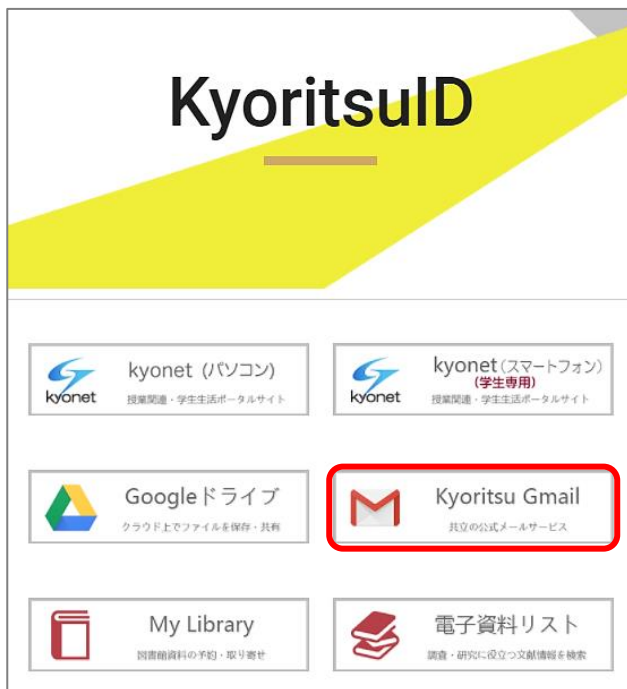 KyoritsuID
kyonet
kyonet (パソコン)
授業関連・学生生活ポータルサイト
kyonet
kyonet(スマートフォン)
(学生専用)
授業関連・学生生活ポータルサイト
Googleドライブ
クラウド上でファイルを保存・共有
Kyoritsu Gmail
共立の公式メールサービス
My Library
図書館資料の予約・取り寄せ
電子資料リスト
調査・研究に役立つ文献情報を検索